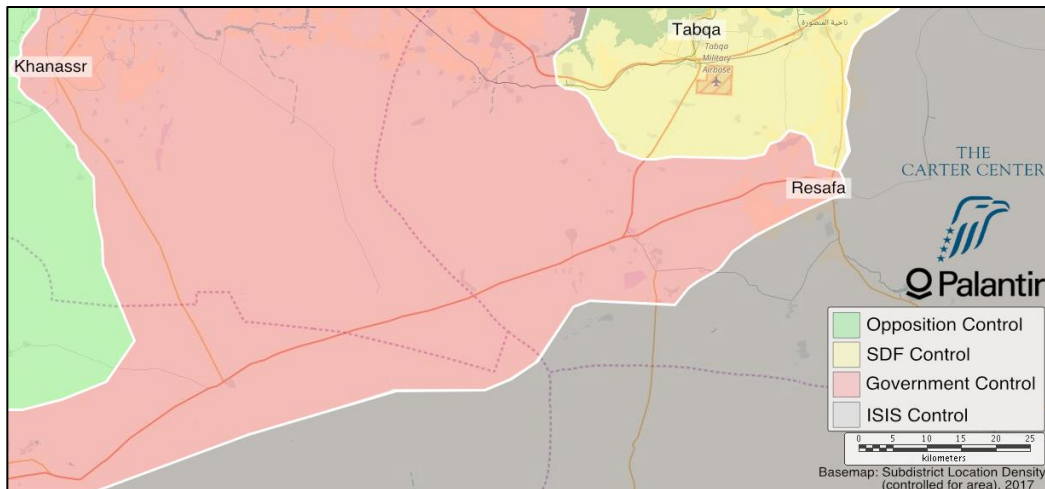 Tabqa
ناحية المنصورة
Tabqa
Military
Airbase
Khanassr
Resafa
THE
CARTER CENTER
Palantir
Opposition Control
SDF Control
Government Control
ISIS Control
0 5 10 15 20 25
kilometers
Basemap: Subdistrict Location Density
(controlled for area), 2017